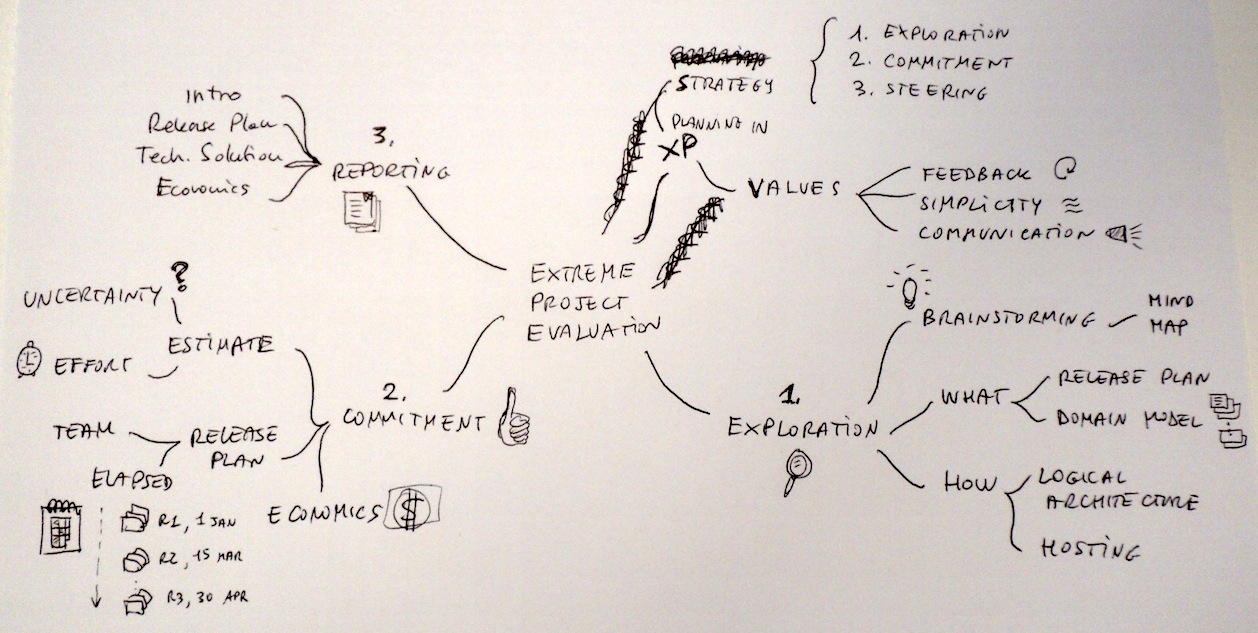 STRATEGY
1. EXPLORATION
2. COMMITMENT
3. STEERING
PLANNING IN
XP
VALUES
FEEDBACK
SIMPLICITY
COMMUNICATION
Intro
Release Plan
Tech. Solution
Economics
3.
REPORTING
EXTREME
PROJECT
EVALUATION
UNCERTAINTY ?
EFFORT
ESTIMATE
2.
COMMITMENT
TEAM
RELEASE
PLAN
ELAPSED
R1, 1 JAN
R2, 15 MAR
R3, 30 APR
ECONOMICS $
1.
EXPLORATION
BRAINSTORMING
MIND
MAP
WHAT
RELEASE PLAN
DOMAIN MODEL
HOW
LOGICAL
ARCHITECTURE
HOSTING